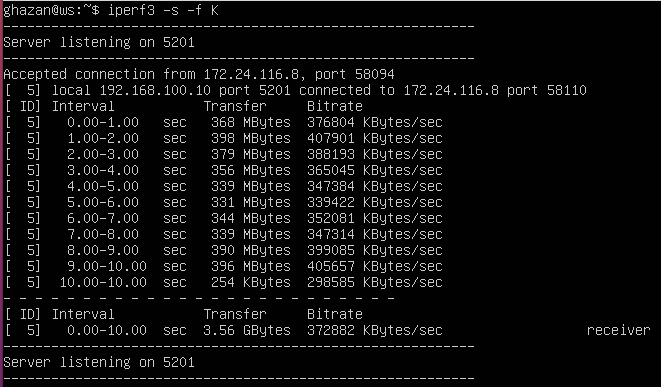 ghazan@ws:~$ iperf3 -s -f K
-----------------------------------------------------------
Server listening on 5201
-----------------------------------------------------------
Accepted connection from 172.24.116.8, port 58094
[  5] local 192.168.100.10 port 5201 connected to 172.24.116.8 port 58110
[ ID] Interval           Transfer     Bitrate
[  5]   0.00-1.00   sec   368 MBytes  376804 KBytes/sec
[  5]   1.00-2.00   sec   398 MBytes  407901 KBytes/sec
[  5]   2.00-3.00   sec   379 MBytes  388193 KBytes/sec
[  5]   3.00-4.00   sec   356 MBytes  365045 KBytes/sec
[  5]   4.00-5.00   sec   339 MBytes  347384 KBytes/sec
[  5]   5.00-6.00   sec   331 MBytes  339422 KBytes/sec
[  5]   6.00-7.00   sec   344 MBytes  352081 KBytes/sec
[  5]   7.00-8.00   sec   339 MBytes  347314 KBytes/sec
[  5]   8.00-9.00   sec   390 MBytes  399085 KBytes/sec
[  5]   9.00-10.00  sec   396 MBytes  405657 KBytes/sec
[  5]  10.00-10.00  sec   254 KBytes  298585 KBytes/sec
- - - - - - - - - - - - - - - - - - - - - - - - -
[ ID] Interval           Transfer     Bitrate
[  5]   0.00-10.00  sec  3.56 GBytes  372882 KBytes/sec                  receiver
-----------------------------------------------------------
Server listening on 5201
-----------------------------------------------------------